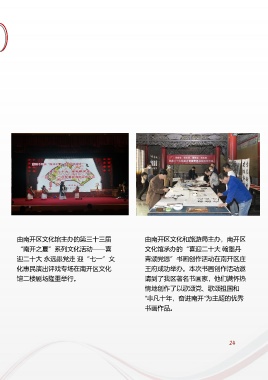 由南开区文化馆主办的第三十三届
“南开之夏”系列文化活动——喜
迎二十大 永远跟党走 迎“七一”文
化惠民演出评戏专场在南开区文化
馆二楼剧场隆重举行。
由南开区文化和旅游局主办、南开区
文化馆承办的“喜迎二十大 翰墨丹
青颂党恩”书画创作活动在南开区庄
王府成功举办。本次书画创作活动邀
请到了我区著名书画家，他们满怀热
情地创作了以歌颂党、歌颂祖国和
“非凡十年、奋进南开”为主题的优秀
书画作品。
24